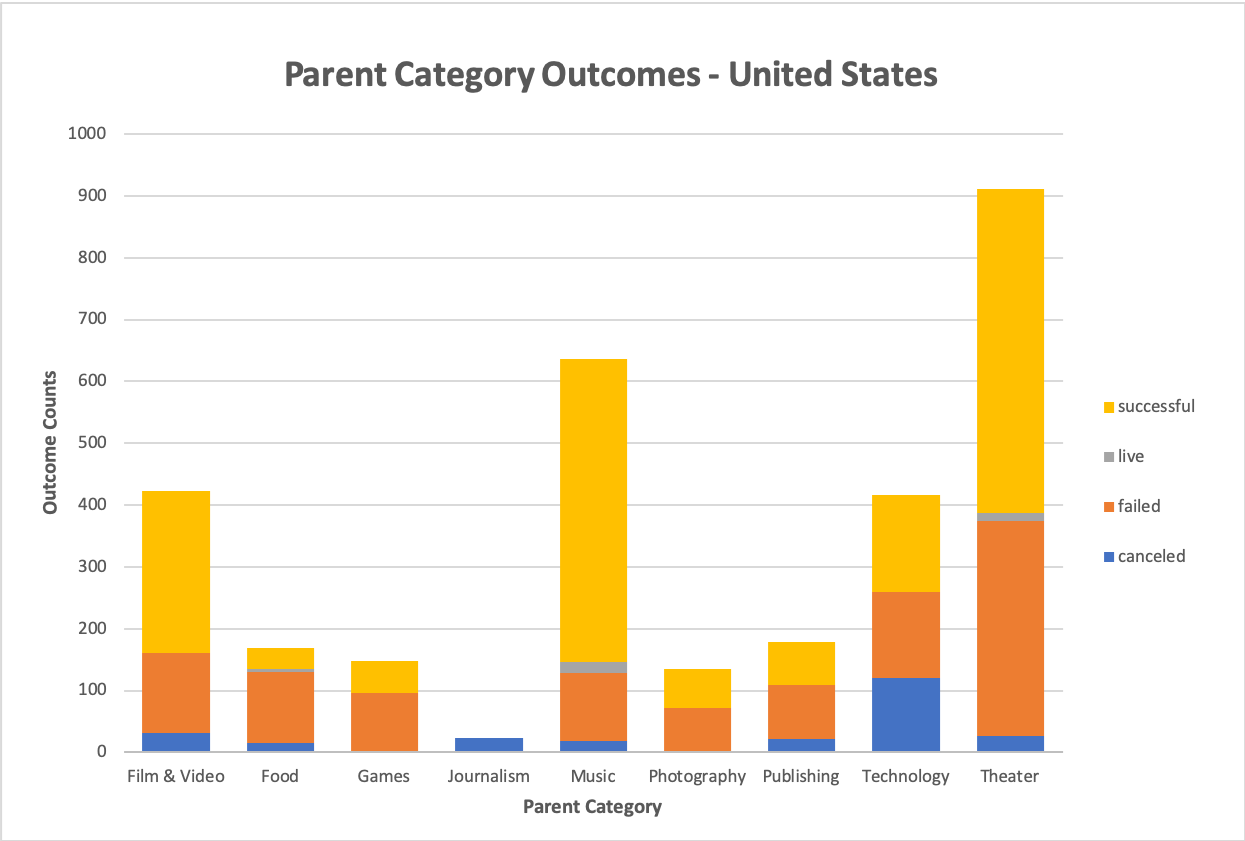 Parent Category Outcomes - United States
1000
900
800
700
600
500
400
300
200
100
0
Outcome Counts
Film & Video Food Games Journalism Music Photography Publishing Technology Theater
Parent Category
successful
live
failed
canceled